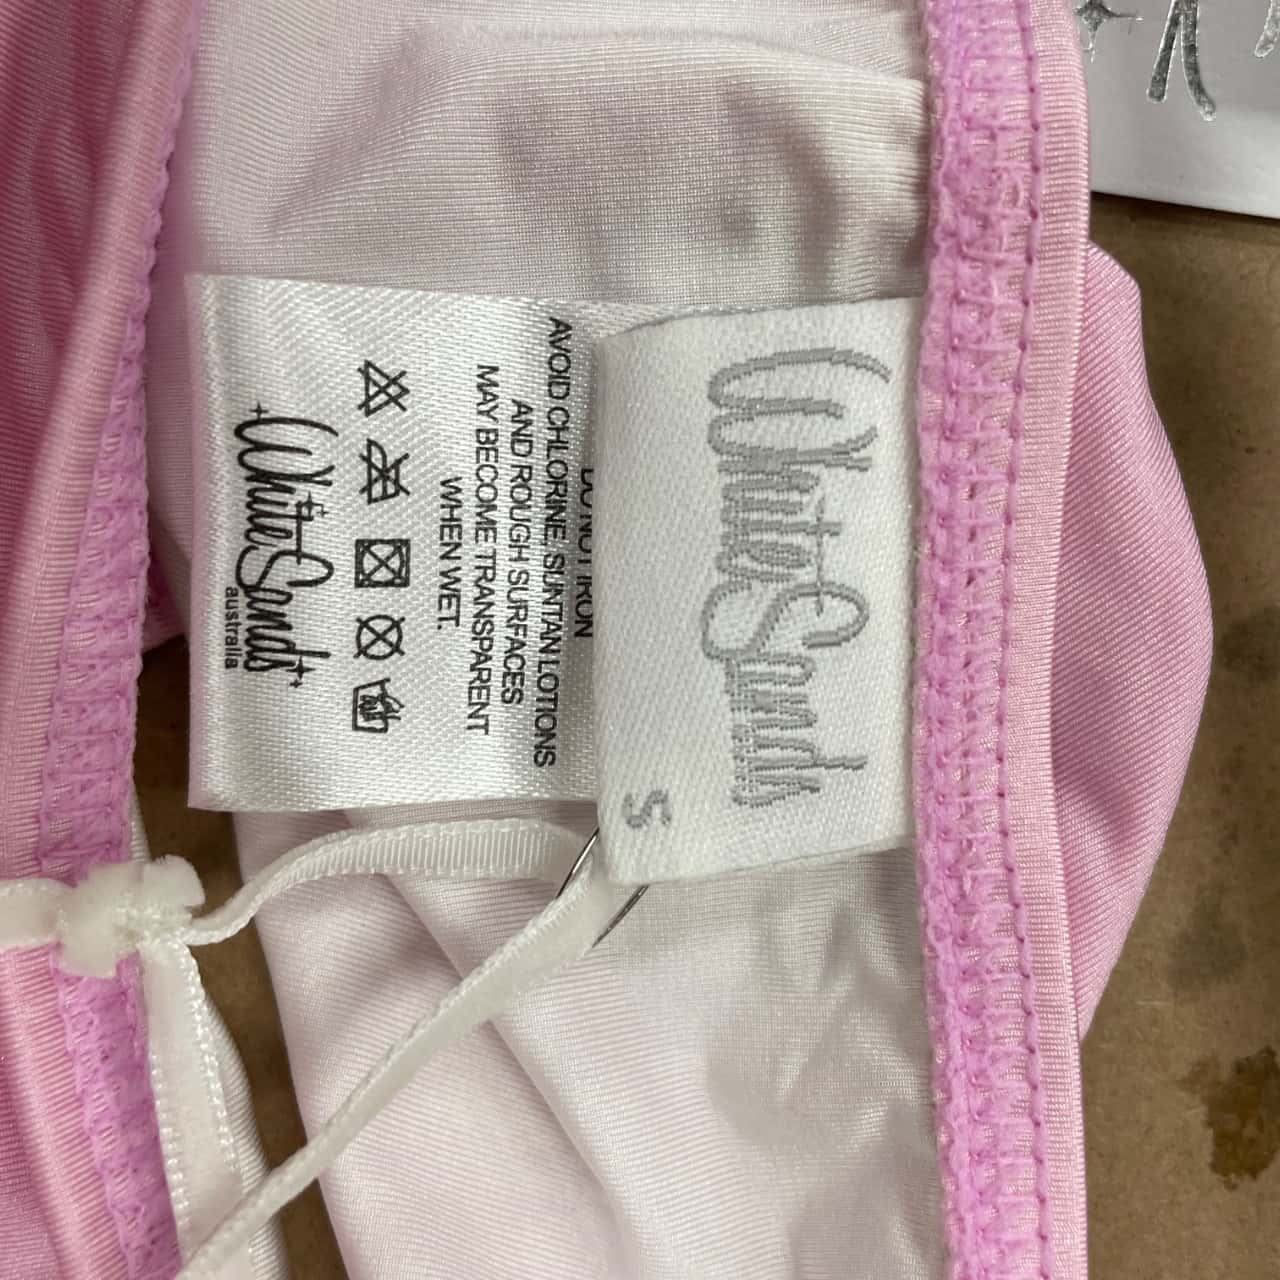 White Sands
S
DO NOT IRON
AVOID CHLORINE, SUNTAN LOTIONS
AND ROUGH SURFACES
MAY BECOME TRANSPARENT
WHEN WET.
White Sands
australia